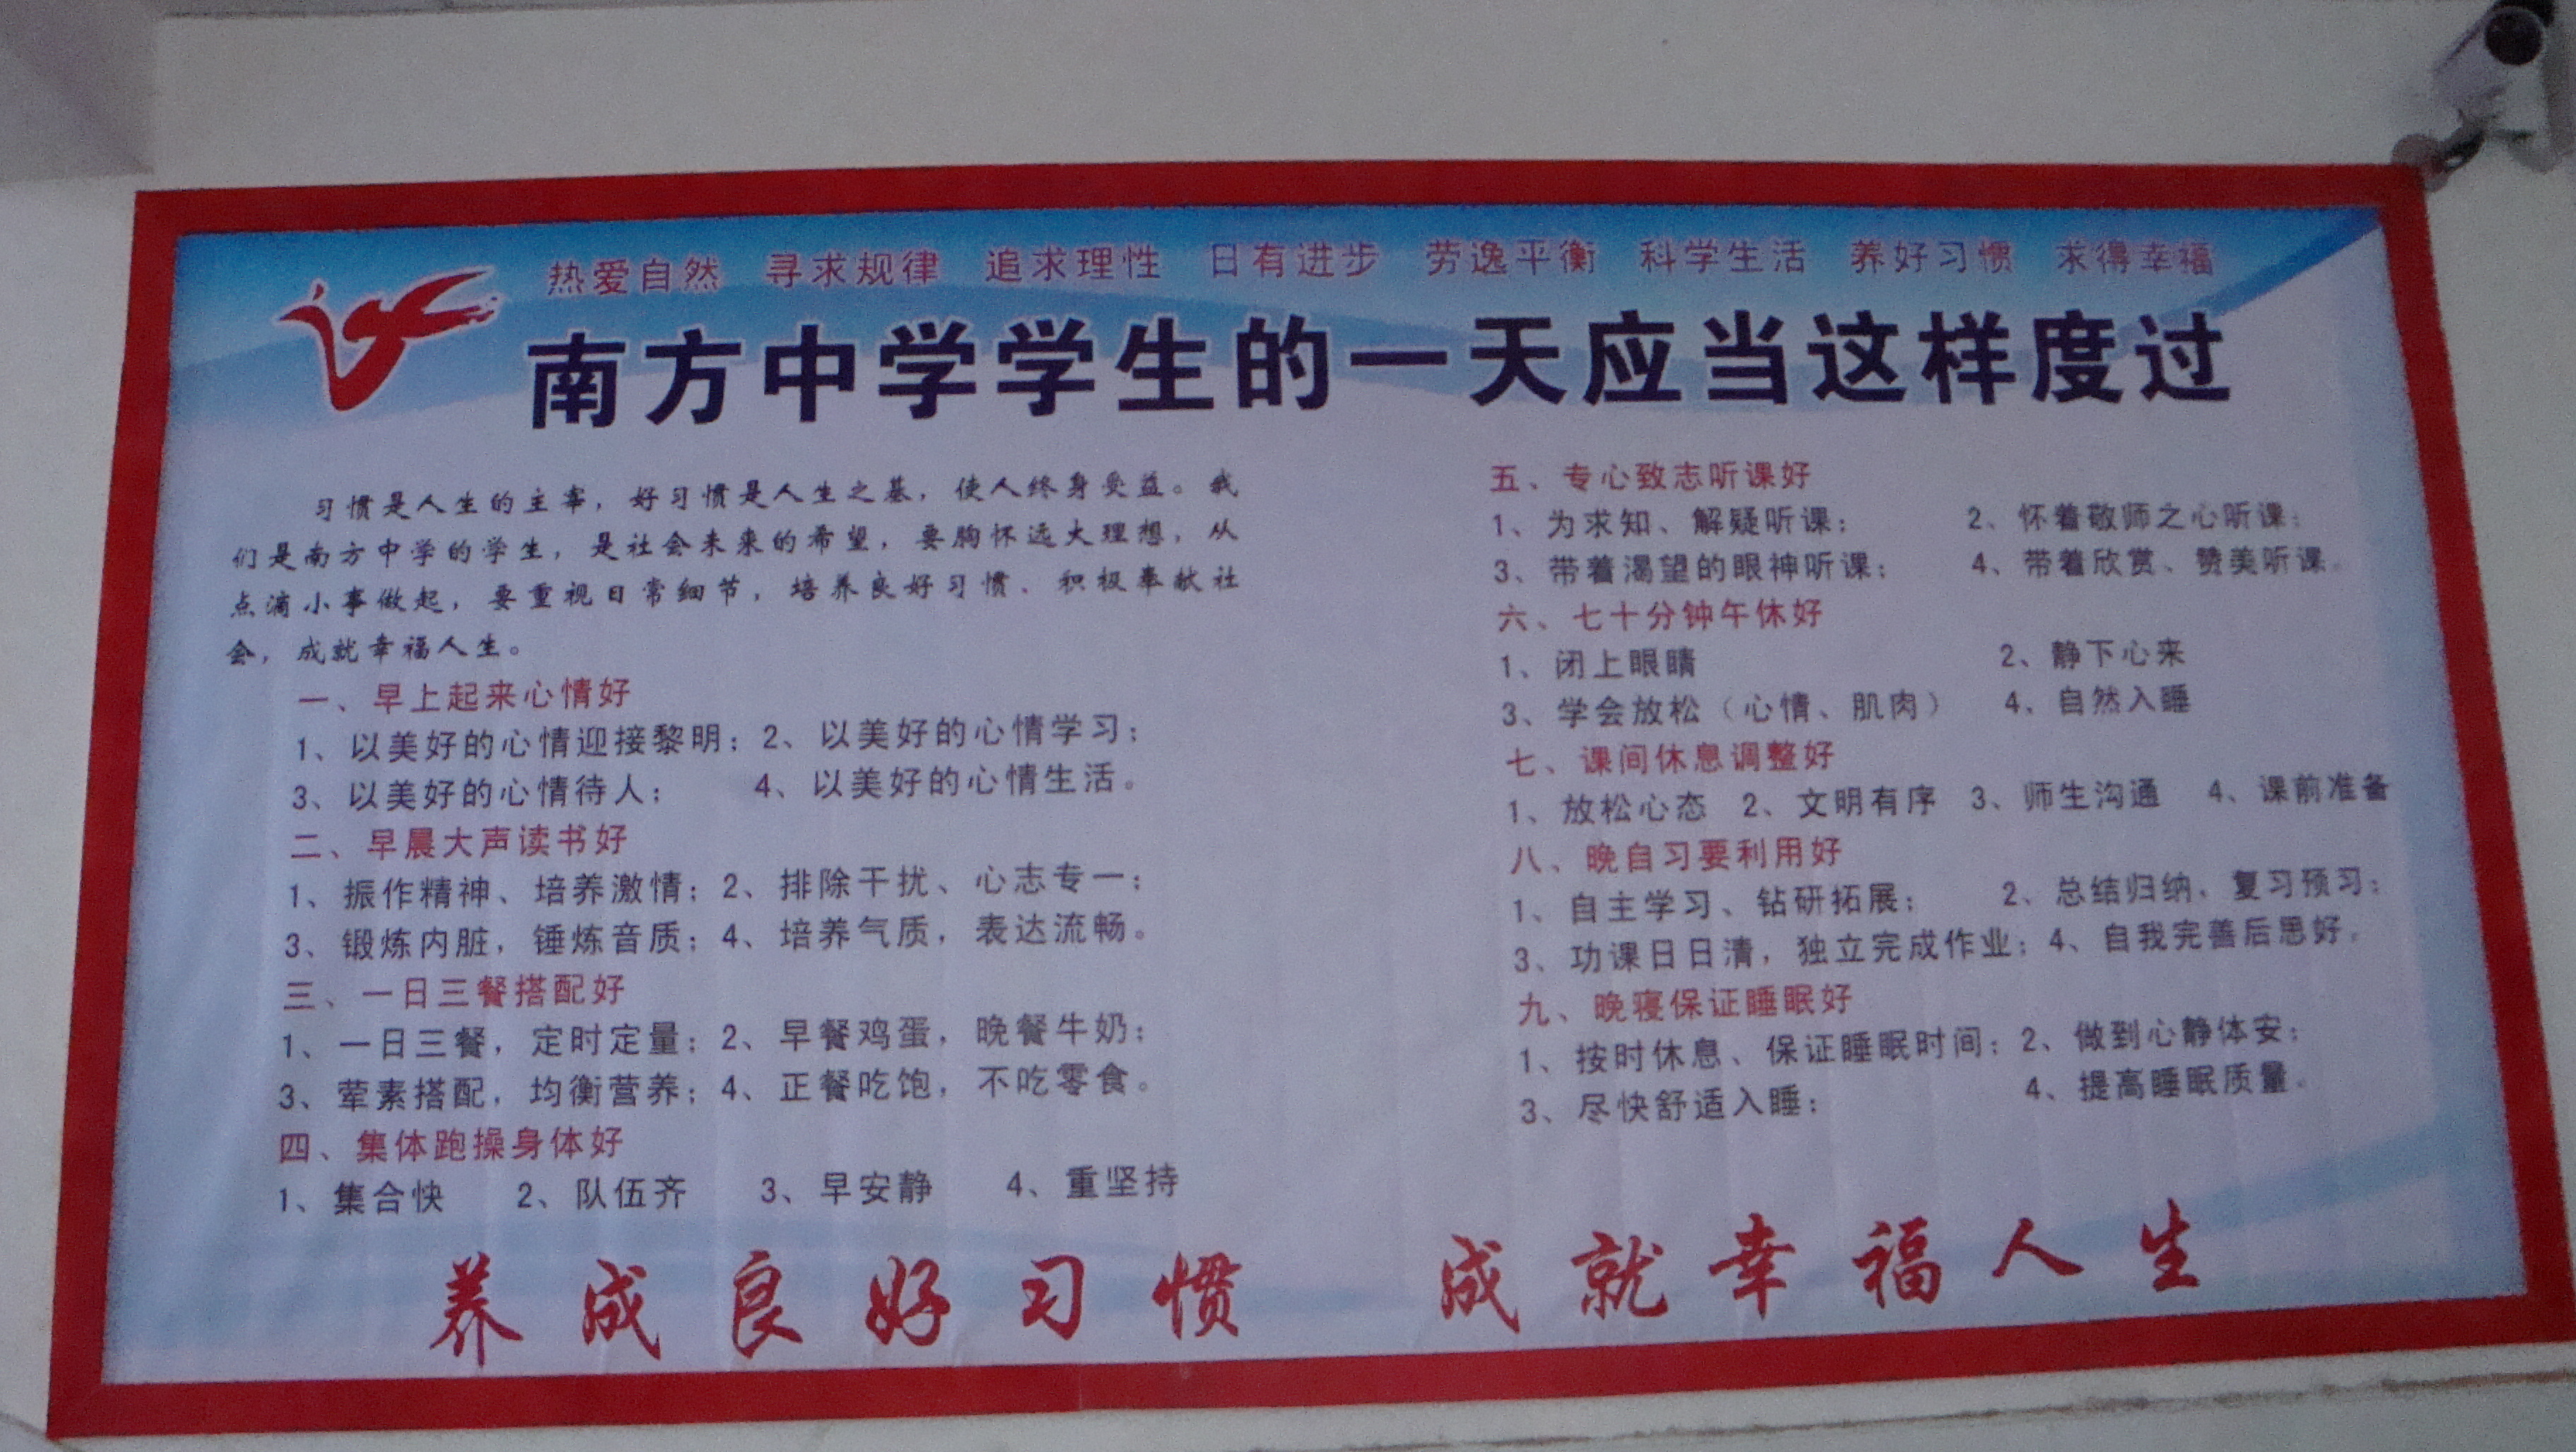 热爱自然 寻求规律 追求理性 日有进步 劳逸平衡 科学生活 养好习惯 求得幸福
南方中学学生的一天应当这样度过
习惯是人生的主宰，好习惯是人生之基，使人终身受益。我
们是南方中学的学生，是社会未来的希望，要胸怀远大理想，从
点滴小事做起，要重视日常细节，培养良好习惯、积极奉献社
会，成就幸福人生。
一、早上起来心情好
1、以美好的心情迎接黎明；2、以美好的心情学习；
3、以美好的心情待人； 4、以美好的心情生活。
二、早晨大声读书好
1、振作精神、培养激情；2、排除干扰、心志专一；
3、锻炼内脏，锤炼音质；4、培养气质，表达流畅。
三、一日三餐搭配好
1、一日三餐，定时定量；2、早餐鸡蛋，晚餐牛奶；
3、荤素搭配，均衡营养；4、正餐吃饱，不吃零食。
四、集体跑操身体好
1、集合快 2、队伍齐 3、早安静 4、重坚持
五、专心致志听课好
1、为求知、解疑听课； 2、怀着敬师之心听课；
3、带着渴望的眼神听课； 4、带着欣赏、赞美听课。
六、七十分钟午休好
1、闭上眼睛 2、静下心来
3、学会放松（心情、肌肉） 4、自然入睡
七、课间休息调整好
1、放松心态 2、文明有序 3、师生沟通 4、课前准备
八、晚自习要利用好
1、自主学习、钻研拓展； 2、总结归纳、复习预习；
3、功课日日清，独立完成作业；4、自我完善后思好。
九、晚寝保证睡眠好
1、按时休息、保证睡眠时间；2、做到心静体安；
3、尽快舒适入睡； 4、提高睡眠质量。
养成良好习惯 成就幸福人生